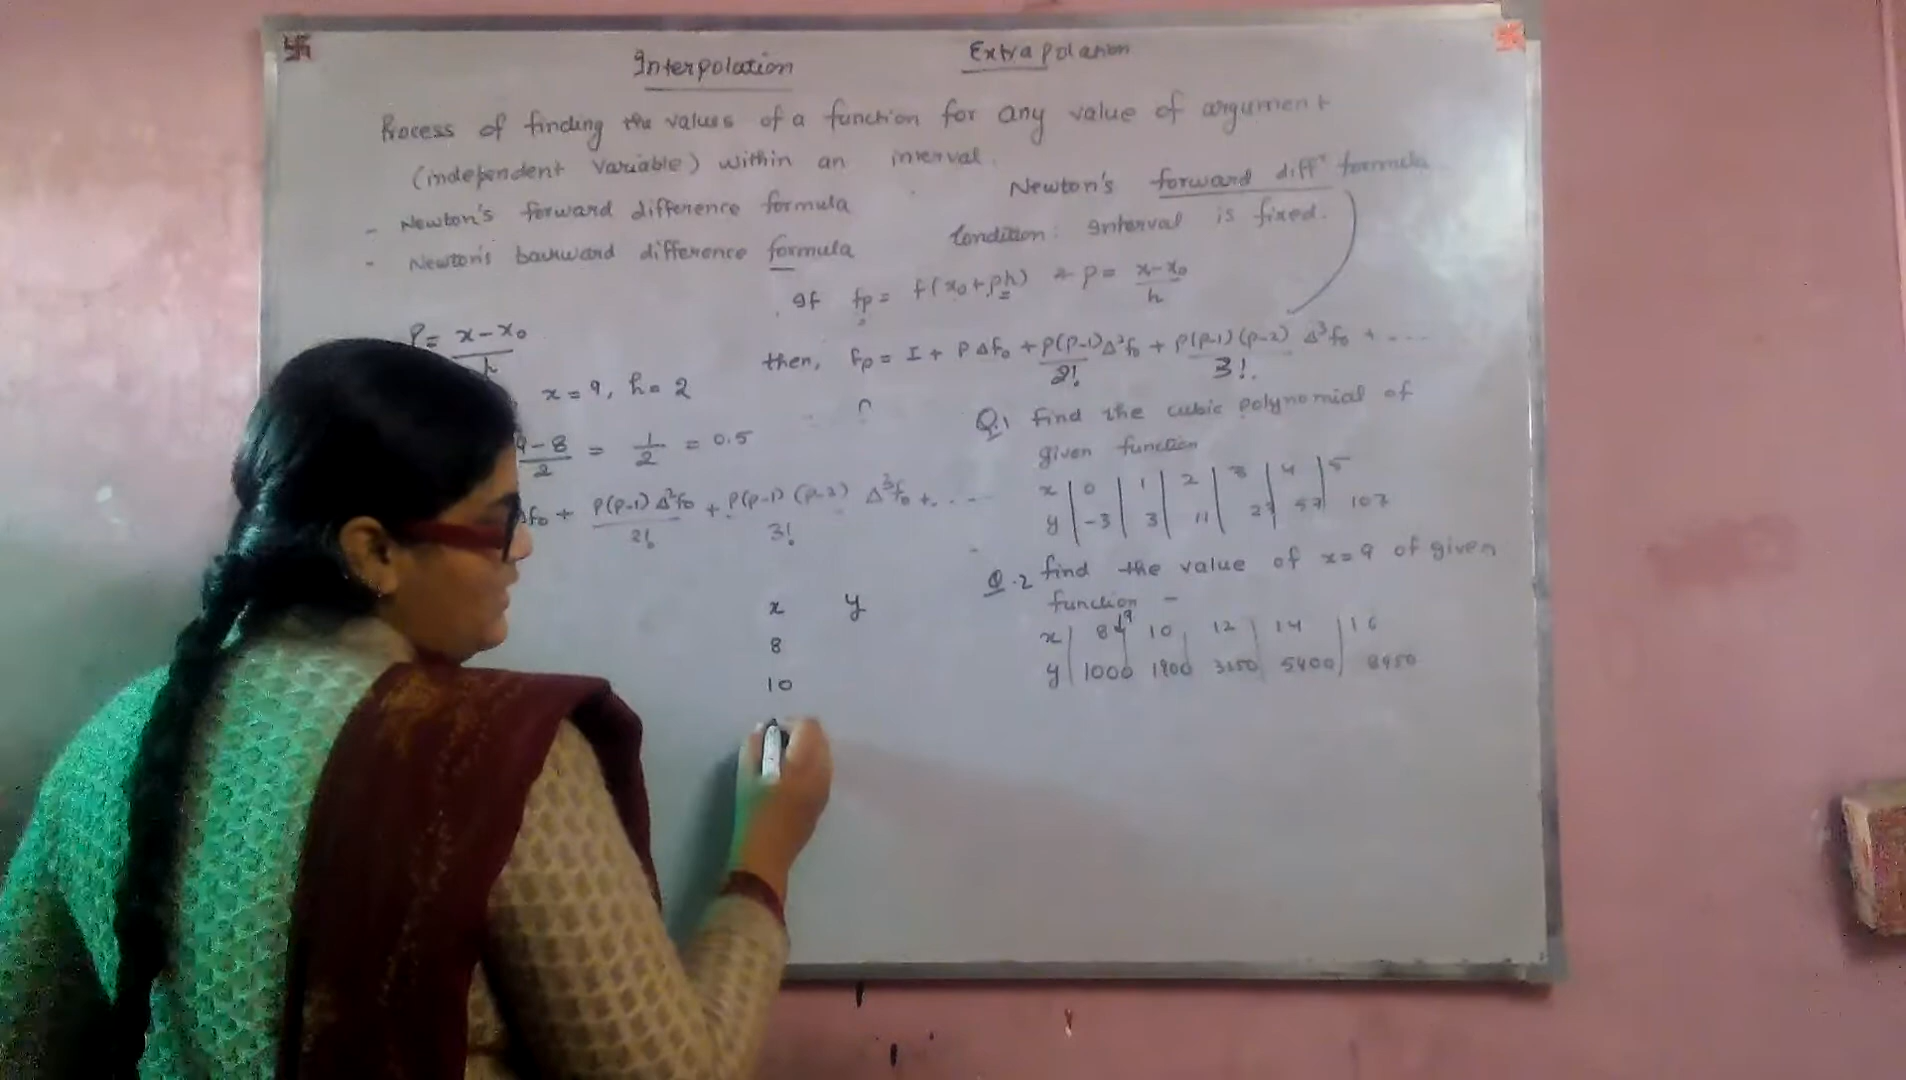 Interpolation Extrapolation
Process of finding the values of a function for any value of argument
(independent variable) within an interval.
- Newton's forward difference formula
- Newton's backward difference formula
Newton's forward diffⁿ formula
Condition: Interval is fixed.
If fp = f(x₀+ph) & p = x-x₀/h
then, fp = I + pΔf₀ + p(p-1)Δ²f₀/2! + p(p-1)(p-2)/3! Δ³f₀ + ....
P = x-x₀/h
x = 9, h = 2
9-8/2 = 1/2 = 0.5
Δf₀ + p(p-1)Δ²f₀/2! + p(p-1)(p-2)/3! Δ³f₀ + ....
x y
8
10
Q.1 Find the cubic polynomial of
given function
x | 0 | 1 | 2 | 3 | 4 | 5
y | -3 | 3 | 11 | 27 | 57 | 107
Q.2 find the value of x=9 of given
function -
x | 8 9 10 12 14 16
y | 1000 1900 3250 5400 8950